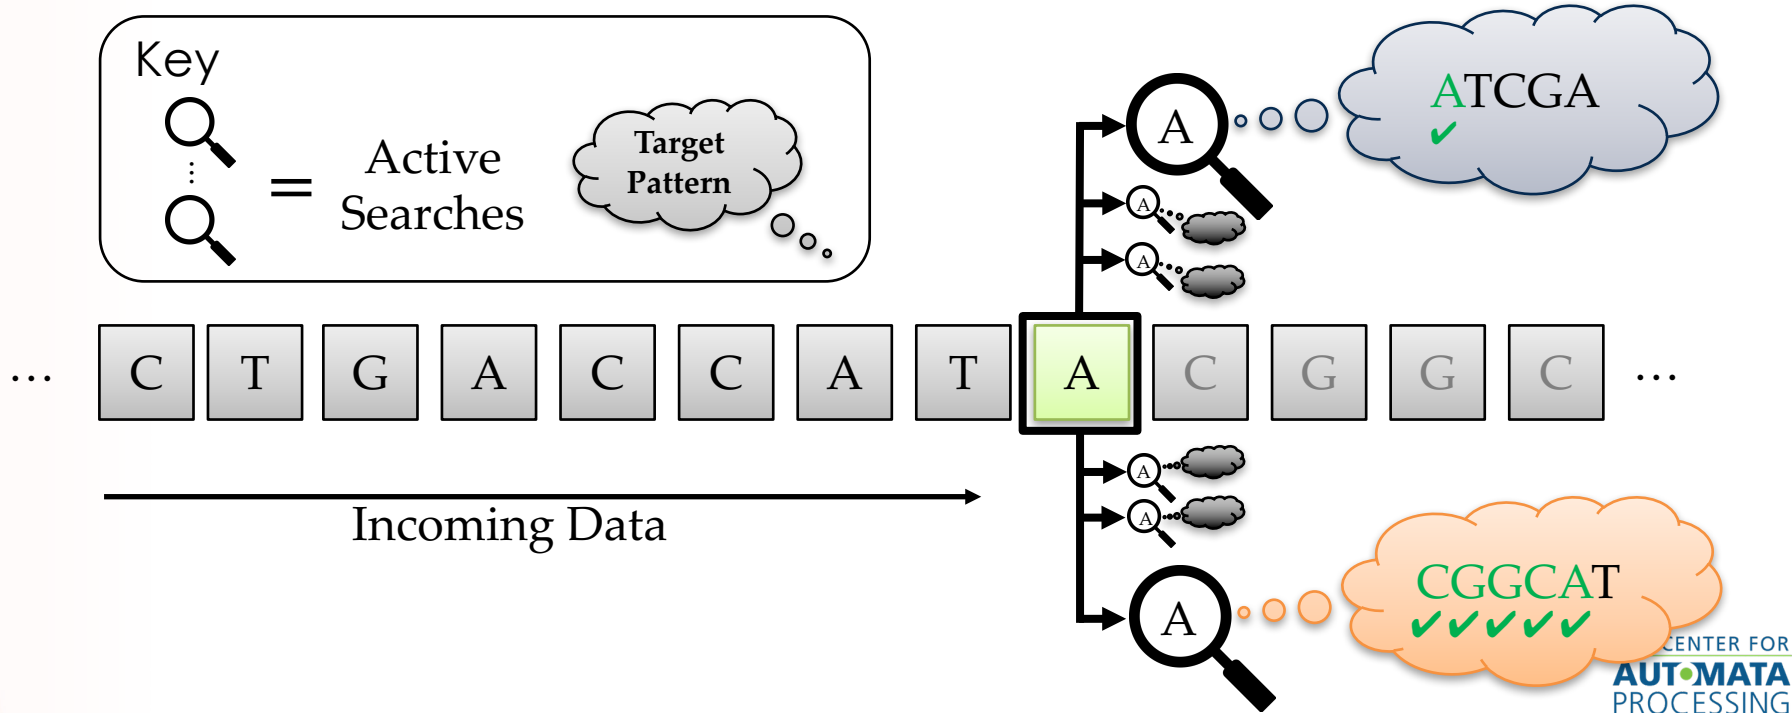 Key
Active
Searches
=
Target
Pattern
A
ATCGA
✓
A
A
... C T G A C C A T A C G G C ...
A
A
Incoming Data
A
CGGCAT
✓✓✓✓✓
CENTER FOR
AUTOMATA
PROCESSING